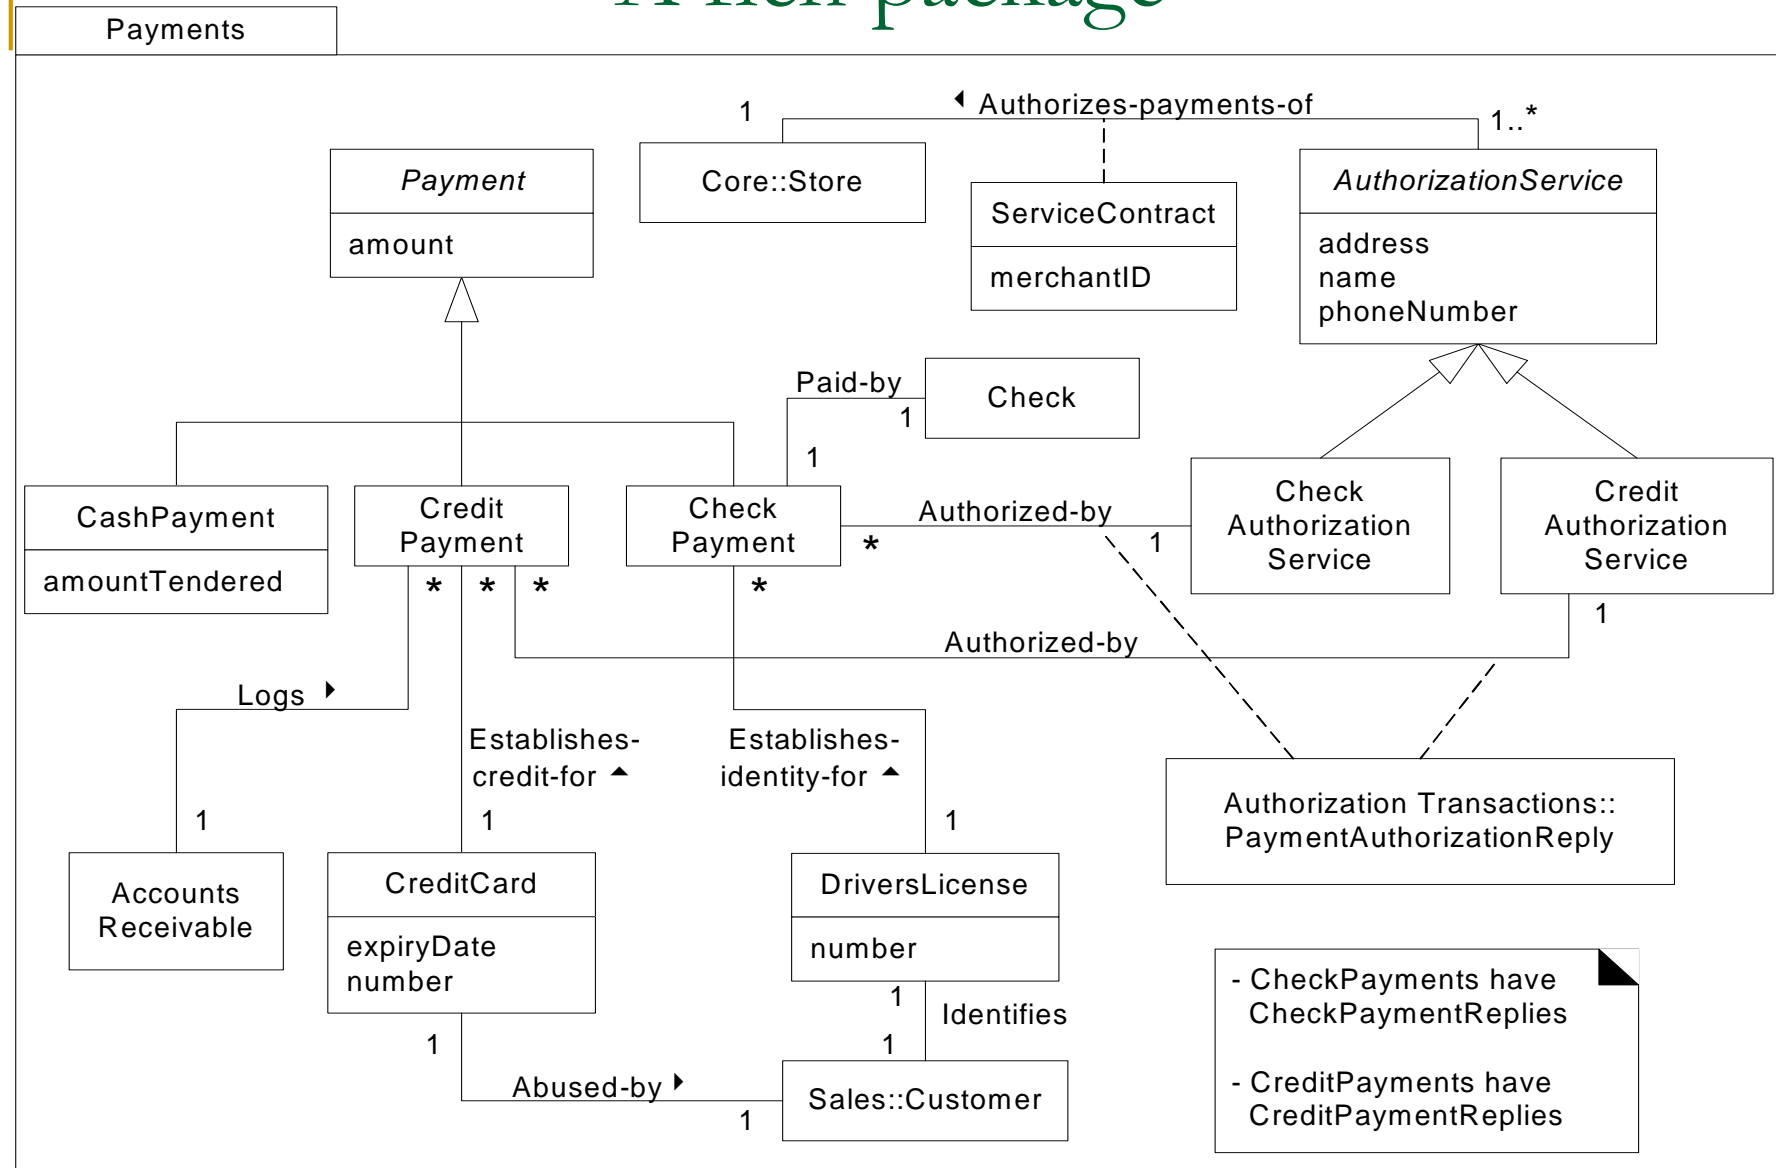 package
Payments
1
Authorizes-payments-of
1..*
Payment
amount
Core::Store
ServiceContract
merchantID
AuthorizationService
address
name
phoneNumber
Paid-by
1
1
Check
CashPayment
amountTendered
Credit
Payment
Check
Payment
Authorized-by
*
1
Check
Authorization
Service
Credit
Authorization
Service
*
*
*
*
1
Authorized-by
Logs
Establishes-
credit-for
Establishes-
identity-for
1
1
1
Authorization Transactions::
PaymentAuthorizationReply
Accounts
Receivable
CreditCard
expiryDate
number
DriversLicense
number
1
Identifies
1
1
Abused-by
1
Sales::Customer
- CheckPayments have
CheckPaymentReplies
- CreditPayments have
CreditPaymentReplies